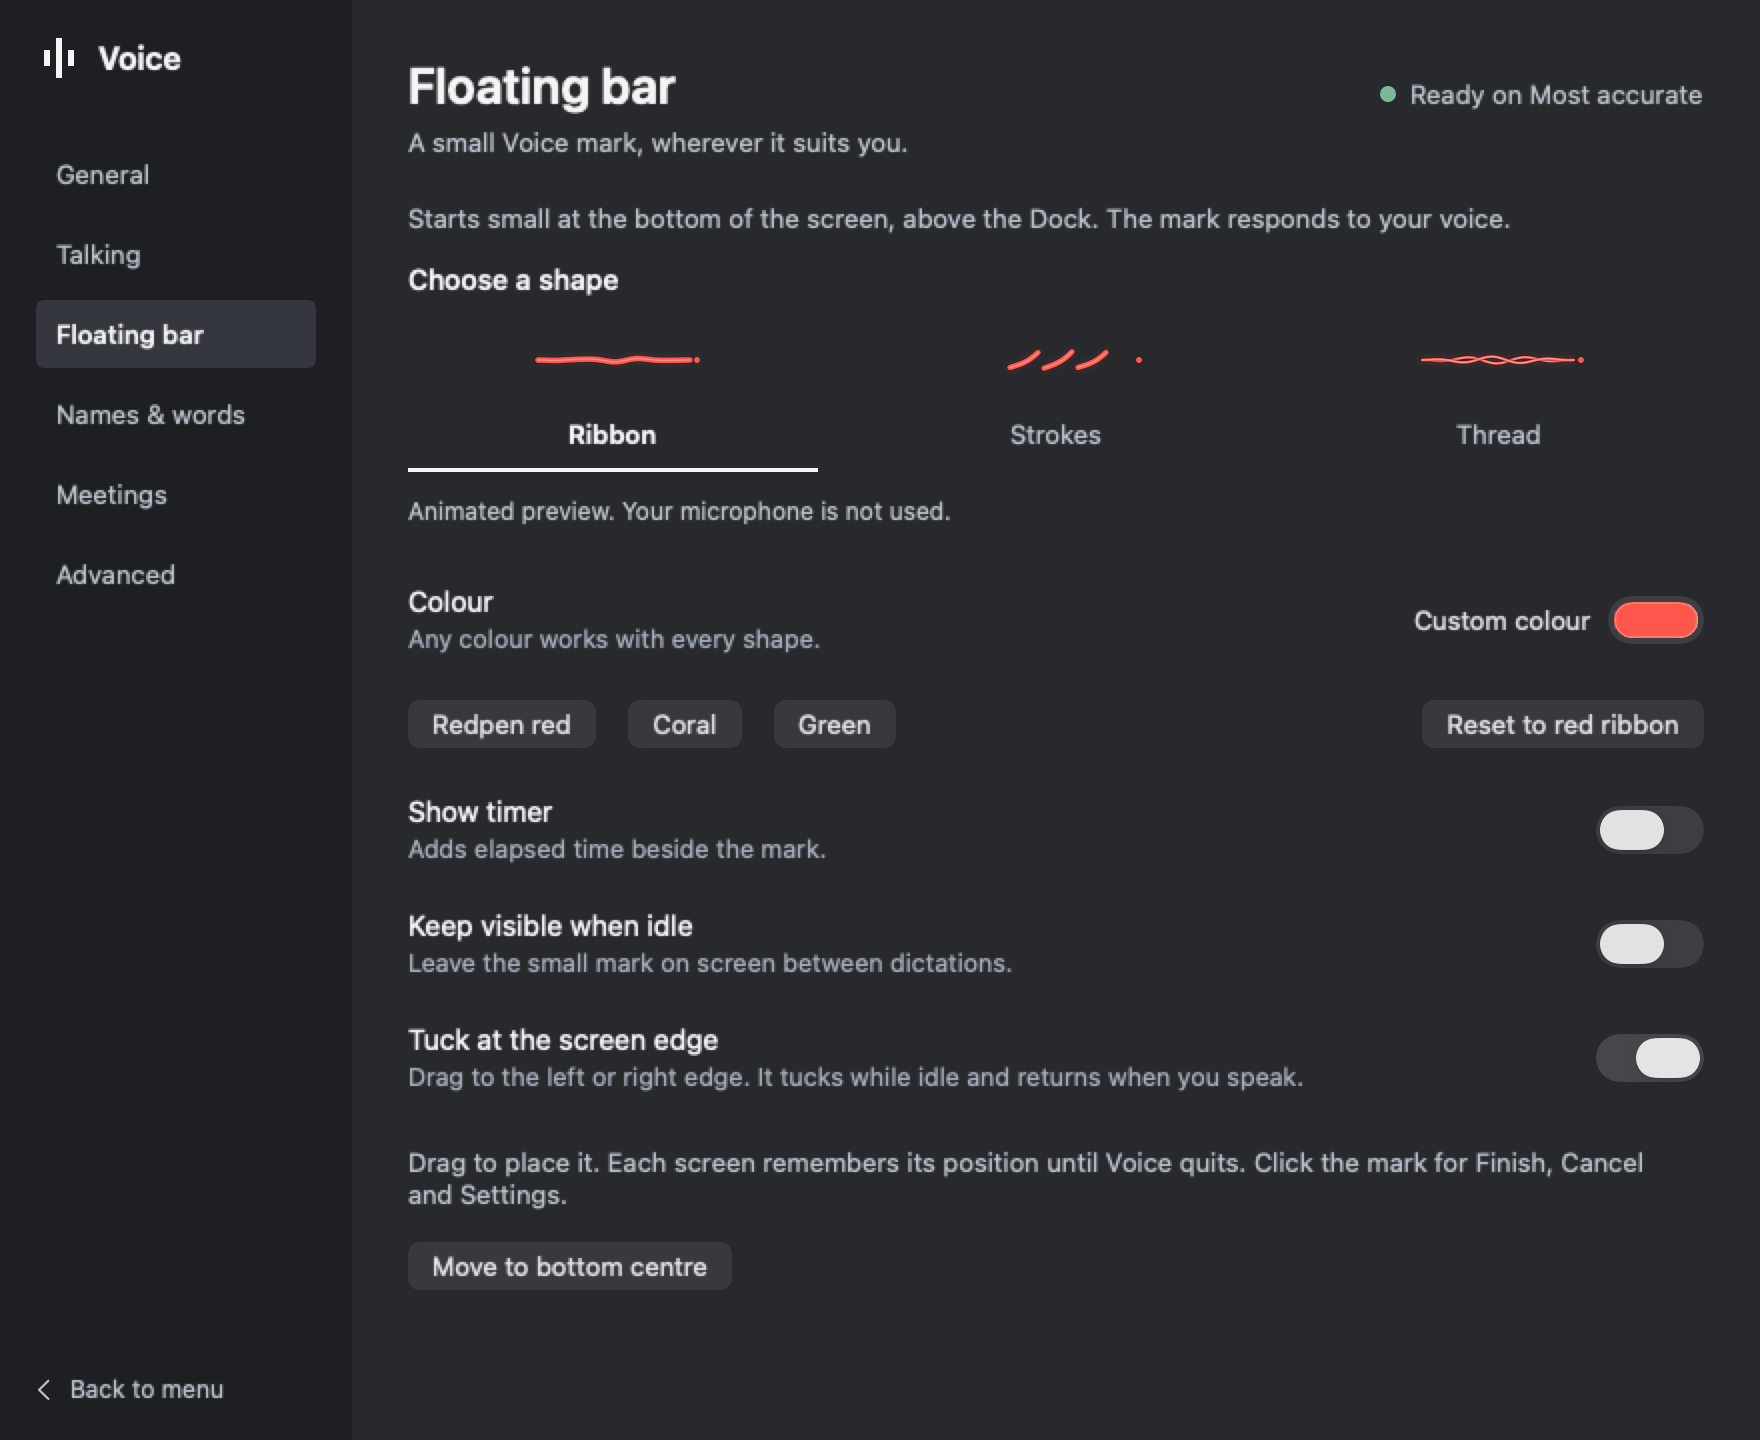 Voice
General
Talking
Floating bar
Names & words
Meetings
Advanced
Back to menu
Floating bar
Ready on Most accurate
A small Voice mark, wherever it suits you.
Starts small at the bottom of the screen, above the Dock. The mark responds to your voice.
Choose a shape
Ribbon
Strokes
Thread
Animated preview. Your microphone is not used.
Colour
Any colour works with every shape.
Custom colour
Redpen red
Coral
Green
Reset to red ribbon
Show timer
Adds elapsed time beside the mark.
Keep visible when idle
Leave the small mark on screen between dictations.
Tuck at the screen edge
Drag to the left or right edge. It tucks while idle and returns when you speak.
Drag to place it. Each screen remembers its position until Voice quits. Click the mark for Finish, Cancel
and Settings.
Move to bottom centre